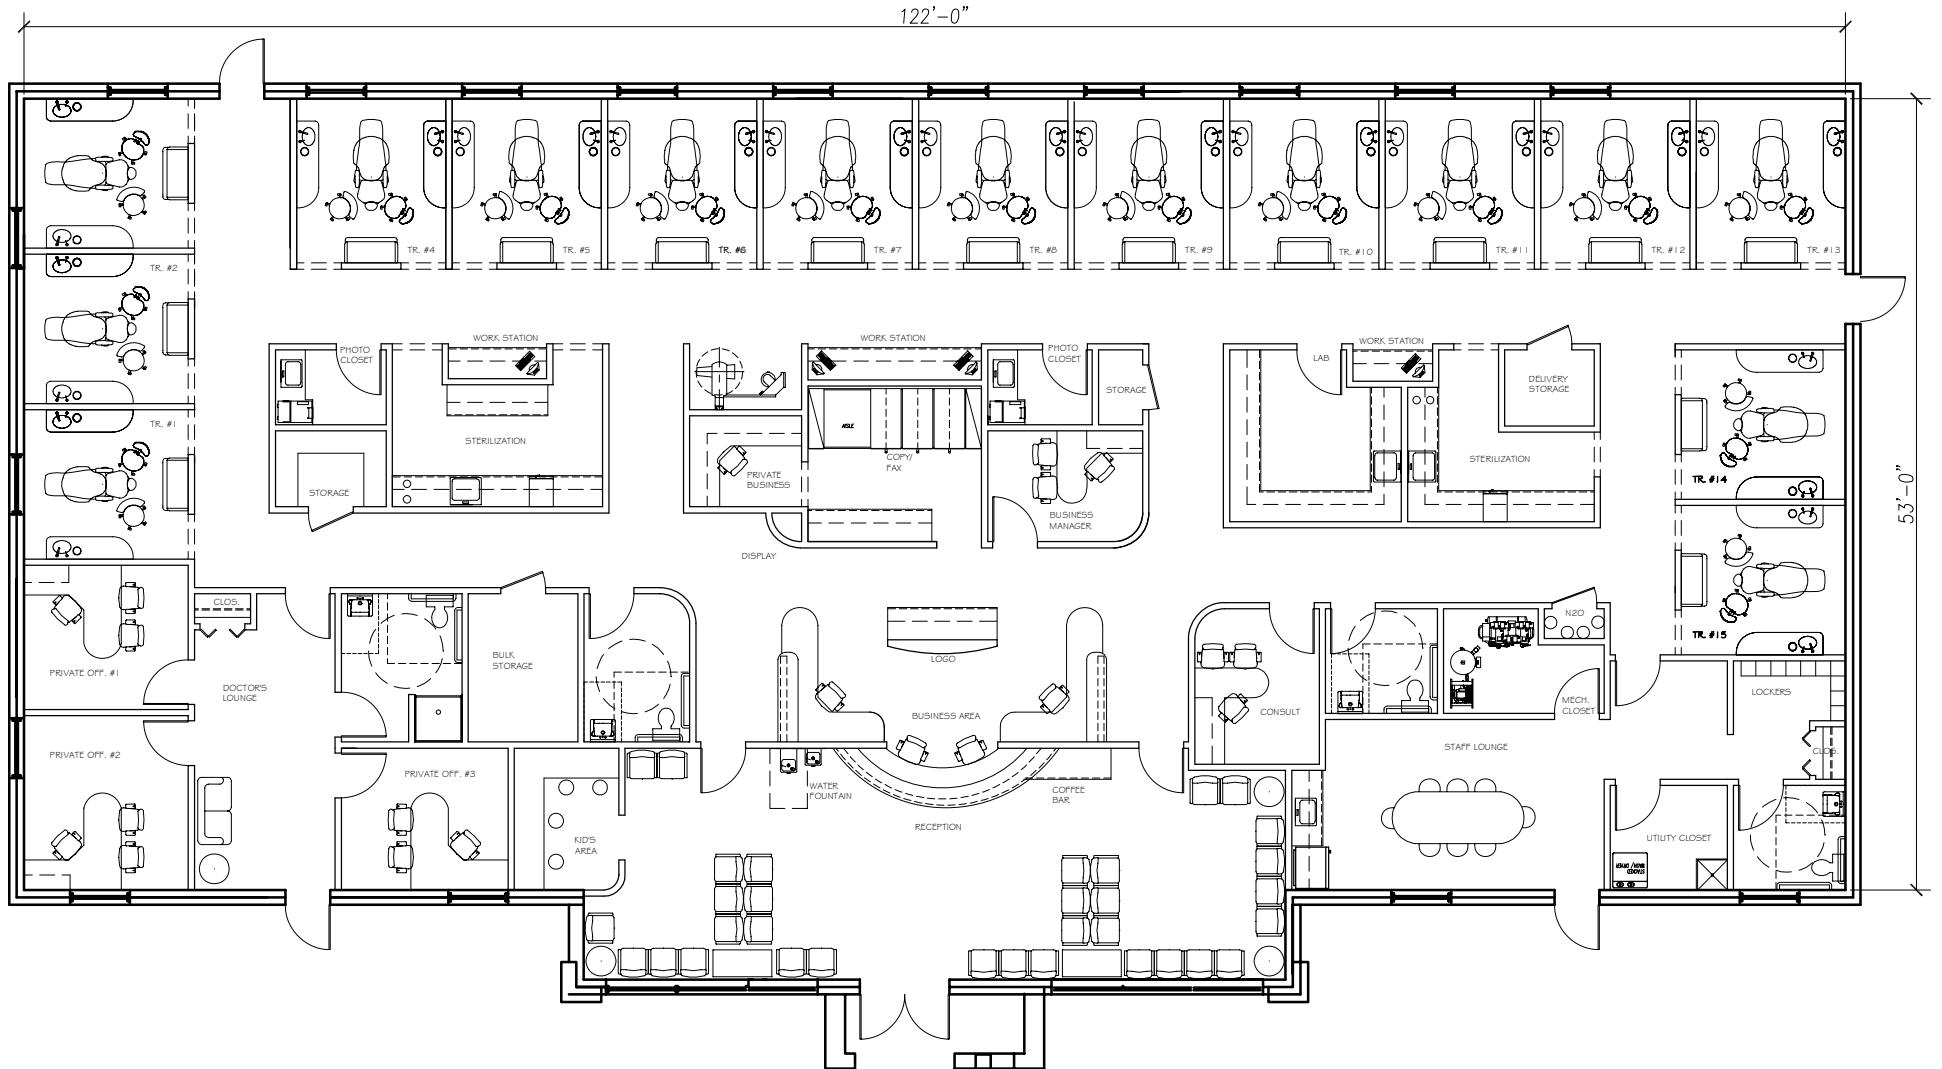 122'-0"
TR. #4
TR. #5
TR. #6
TR. #7
TR. #8
TR. #9
TR. #10
TR. #11
TR. #12
TR. #13
TR. #2
TR. #1
53'-0"
WORK STATION
PHOTO
CLOSET
STERILIZATION
STORAGE
WORK STATION
PHOTO
CLOSET
STORAGE
AISLE
COPY/
FAX
PRIVATE
BUSINESS
BUSINESS
MANAGER
DISPLAY
LAB
WORK STATION
DELIVERY
STORAGE
STERILIZATION
TR. #14
TR. #15
CLOS.
PRIVATE OFF. #1
DOCTOR'S
LOUNGE
BULK
STORAGE
LOGO
BUSINESS AREA
CONSULT
N2O
MECH.
CLOSET
LOCKERS
CLOS.
STAFF LOUNGE
PRIVATE OFF. #2
PRIVATE OFF. #3
KID'S
AREA
WATER
FOUNTAIN
COFFEE
BAR
RECEPTION
UTILITY CLOSET
STACKED
WASH/ DRYER